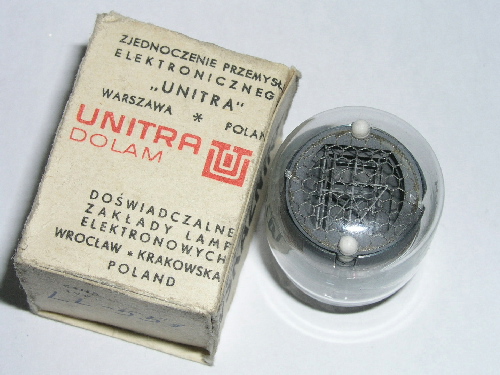 ZJEDNOCZENIE PRZEMYSŁ
ELEKTRONICZNEG
„UNITRA”
WARSZAWA * POLAN
UNITRA
DOLAM
DOŚWIADCZALNE
ZAKŁADY LAMP
ELEKTRONOWYCH
WROCŁAW * KRAKOWSKA
POLAND